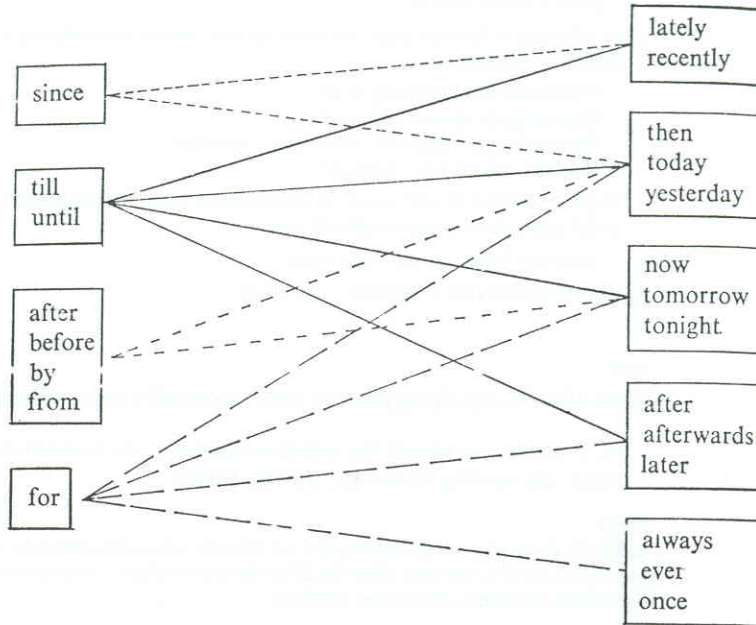 since
till
until
after
before
by
from
for
lately
recently
then
today
yesterday
now
tomorrow
tonight.
after
afterwards
later
always
ever
once